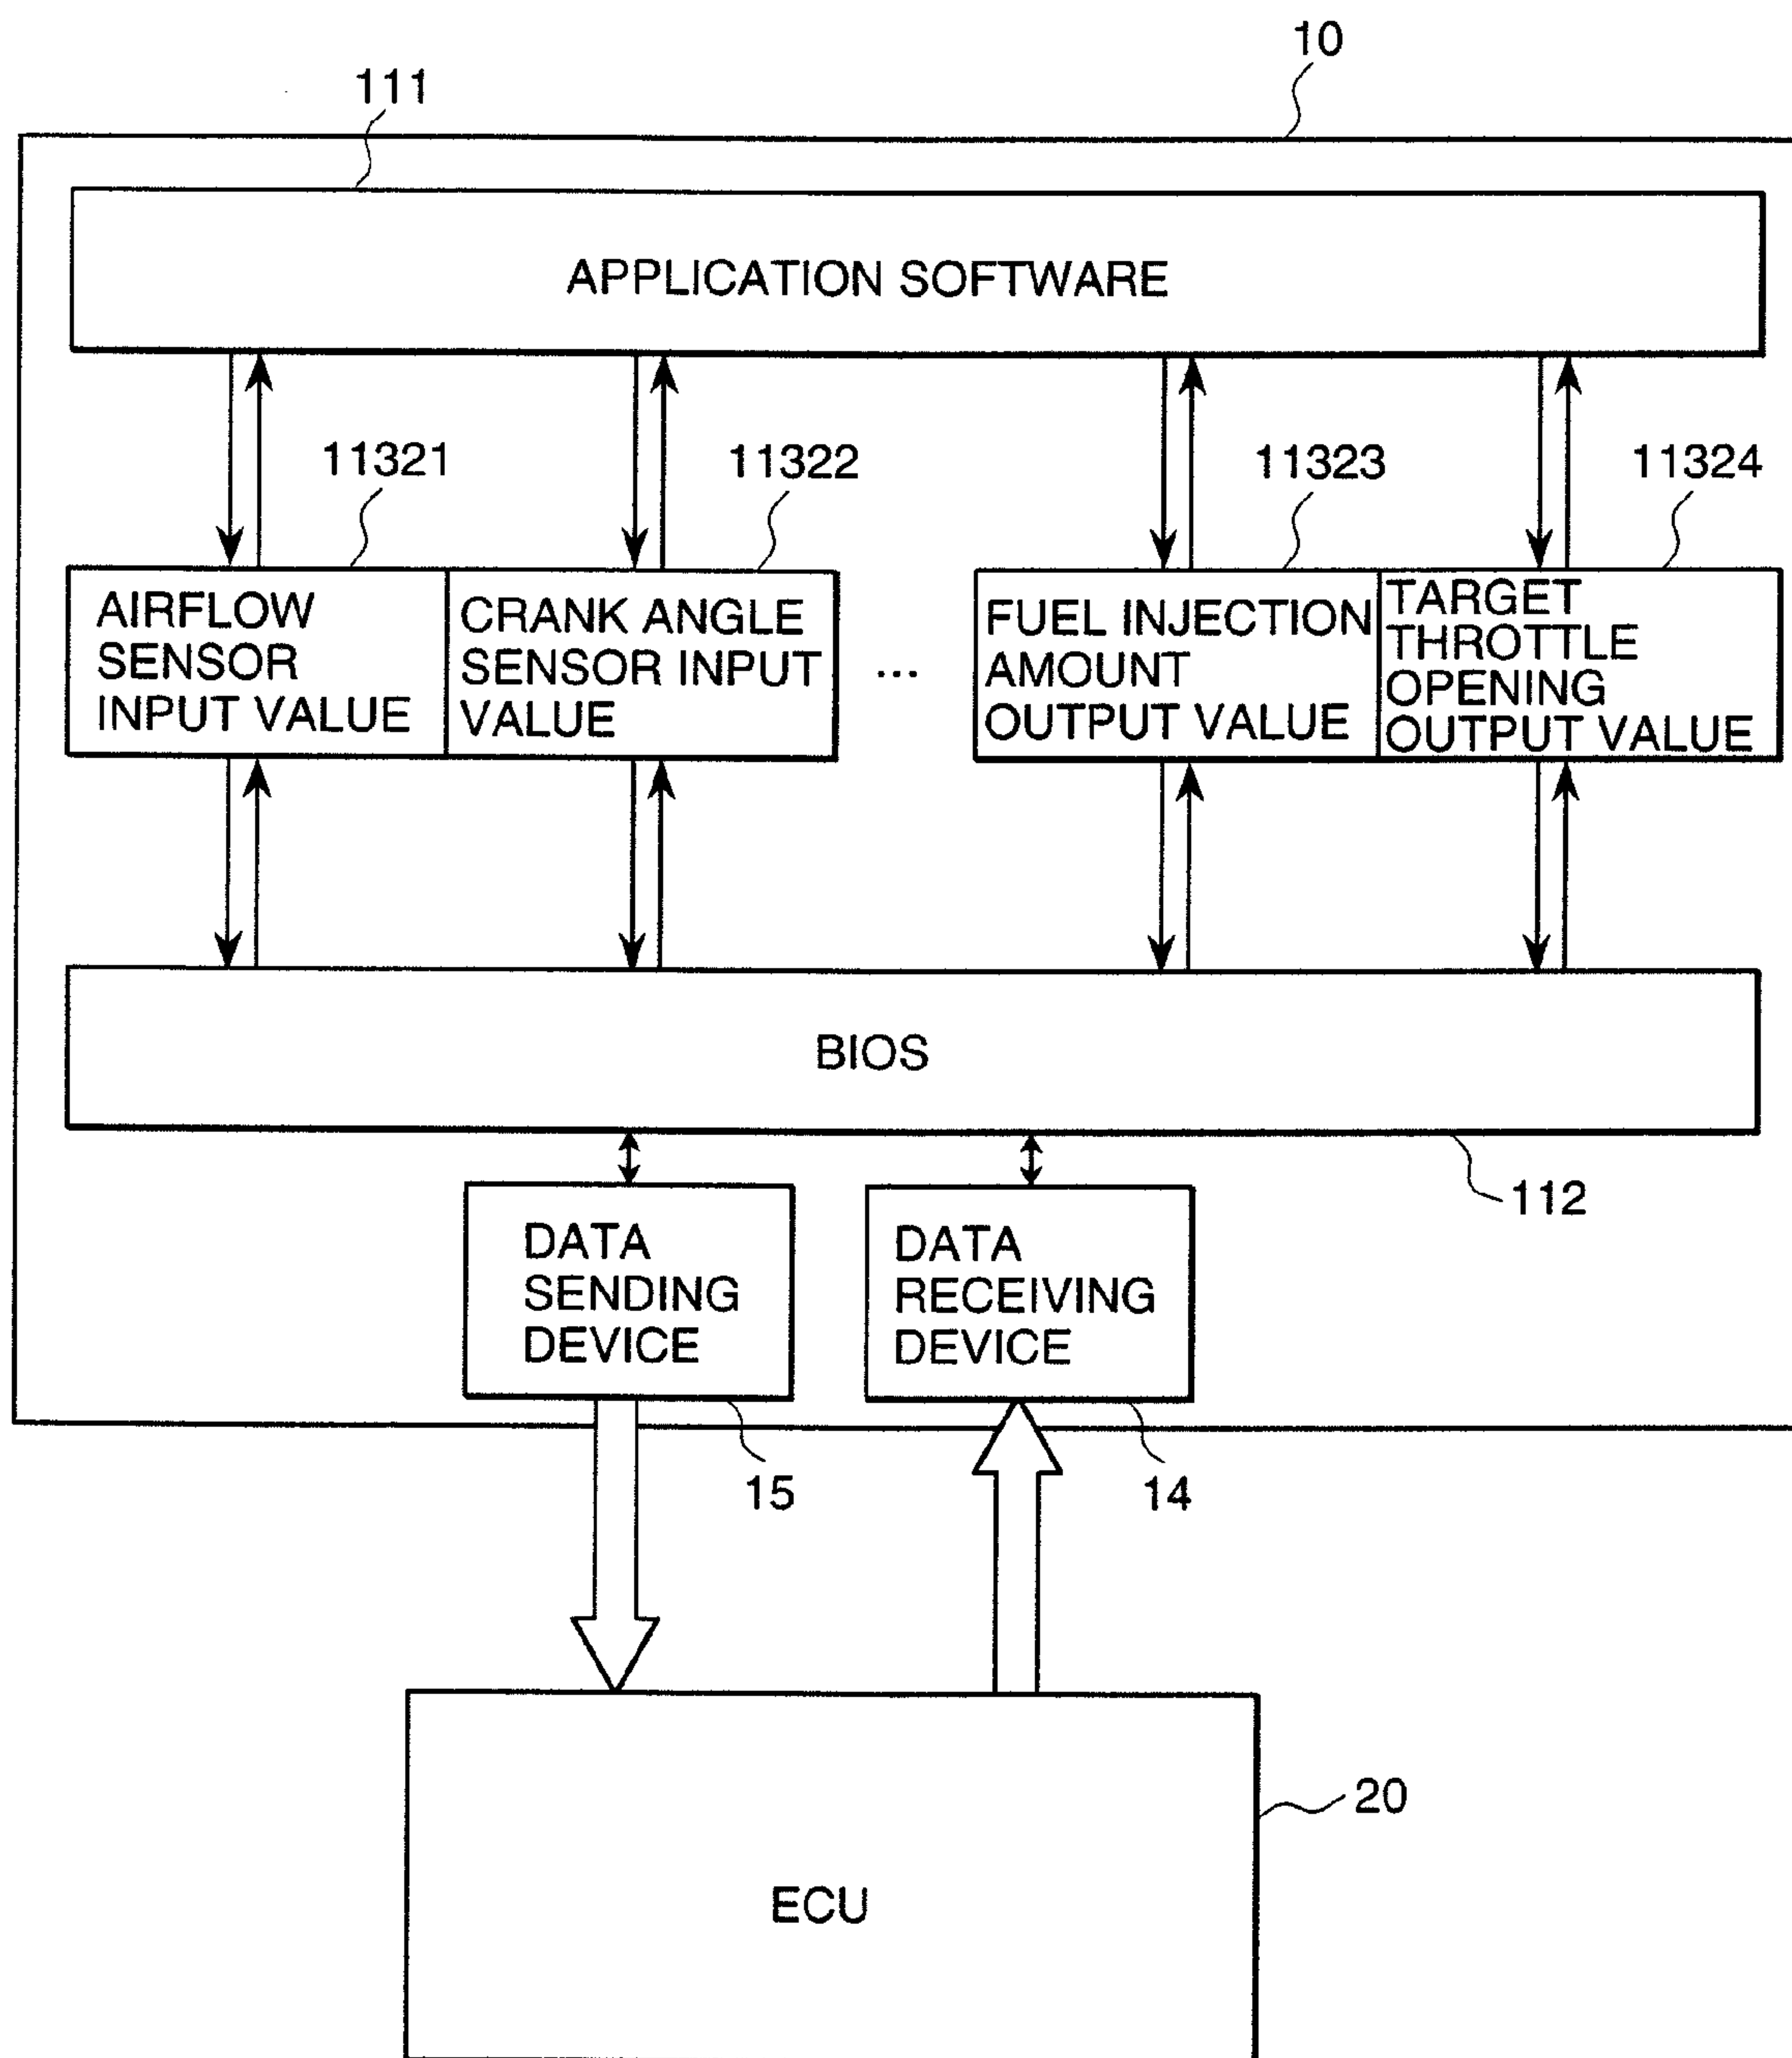 10
111
APPLICATION SOFTWARE
11321
11322
11323
11324
AIRFLOW
SENSOR
INPUT VALUE
CRANK ANGLE
SENSOR INPUT
VALUE
...
FUEL INJECTION
AMOUNT
OUTPUT VALUE
TARGET
THROTTLE
OPENING
OUTPUT VALUE
BIOS
112
DATA
SENDING
DEVICE
DATA
RECEIVING
DEVICE
15
14
20
ECU